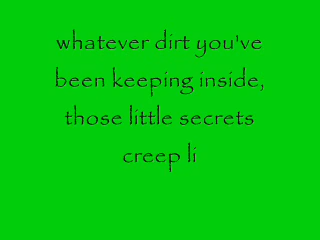 whatever dirt you've
been keeping inside,
those little secrets
creep li